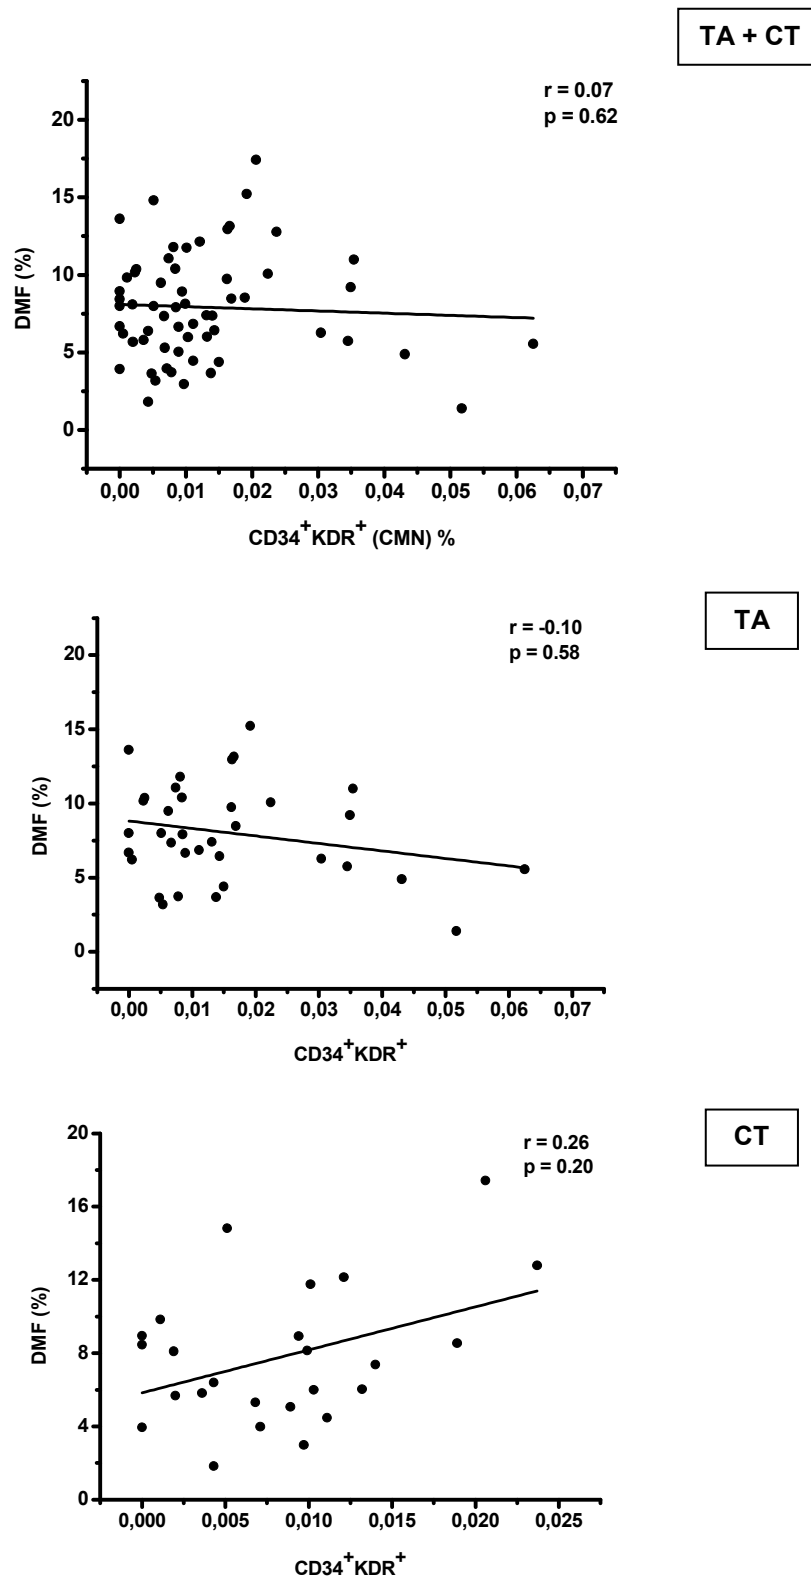 TA + CT
r = 0.07
p = 0.62
20
15
10
5
0
DMF (%)
0,00 0,01 0,02 0,03 0,04 0,05 0,06 0,07
CD34+KDR+ (CMN) %
TA
r = -0.10
p = 0.58
20
15
10
5
0
DMF (%)
0,00 0,01 0,02 0,03 0,04 0,05 0,06 0,07
CD34+KDR+
CT
r = 0.26
p = 0.20
20
16
12
8
4
0
DMF (%)
0,000 0,005 0,010 0,015 0,020 0,025
CD34+KDR+